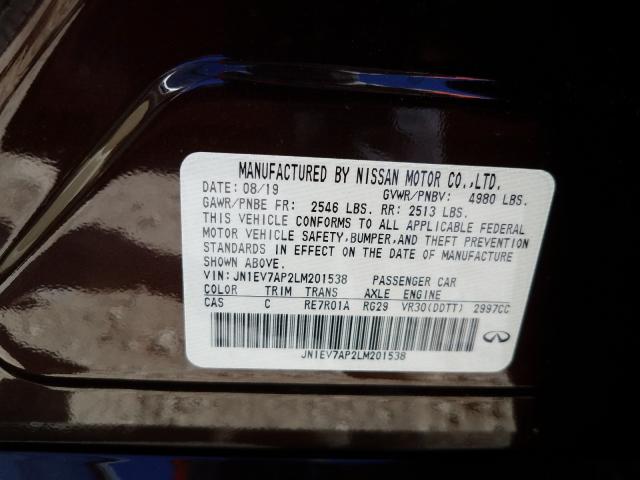 MANUFACTURED BY NISSAN MOTOR CO.,LTD.
DATE: 08/19 GVWR/PNBV: 4980 LBS.
GAWR/PNBE FR: 2546 LBS. RR: 2513 LBS.
THIS VEHICLE CONFORMS TO ALL APPLICABLE FEDERAL
MOTOR VEHICLE SAFETY,BUMPER,AND THEFT PREVENTION
STANDARDS IN EFFECT ON THE DATE OF MANUFACTURE
SHOWN ABOVE.
VIN: JN1EV7AP2LM201538 PASSENGER CAR
COLOR TRIM TRANS AXLE ENGINE
CAS C RE7R01A RG29 VR30(DDTT) 2997CC
JN1EV7AP2LM201538